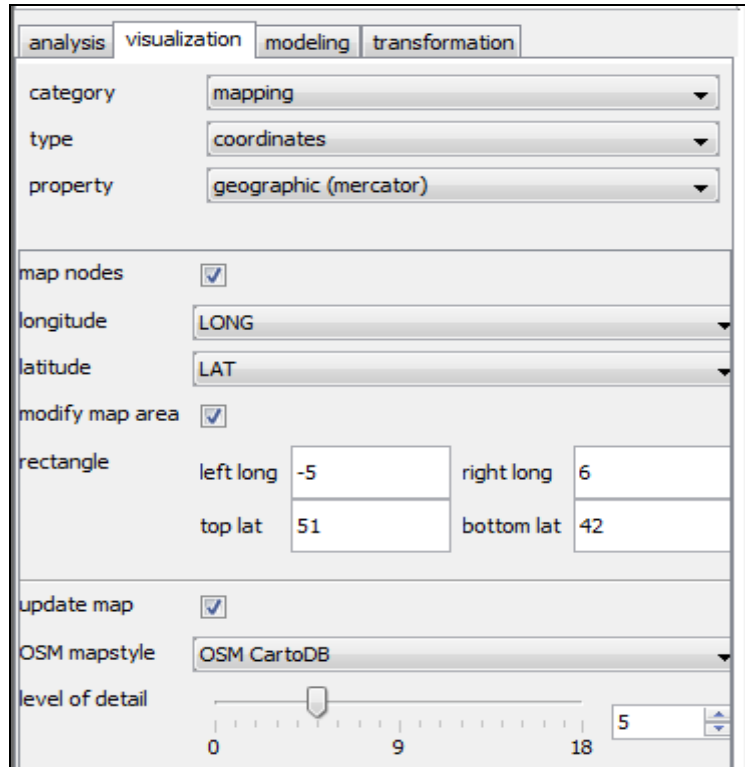 analysis visualization modeling transformation
category mapping
type coordinates
property geographic (mercator)
map nodes
longitude LONG
latitude LAT
modify map area
rectangle left long -5 right long 6
top lat 51 bottom lat 42
update map
OSM mapstyle OSM CartoDB
level of detail 5
0 9 18